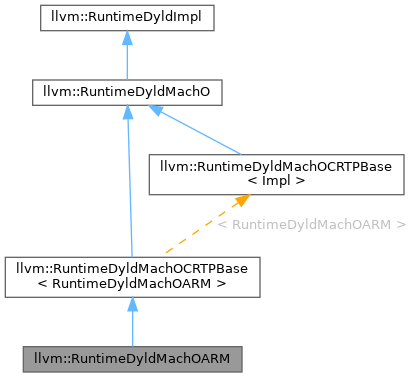 llvm::RuntimeDyldImpl
llvm::RuntimeDyldMachO
llvm::RuntimeDyldMachOCRTPBase
< Impl >
< RuntimeDyldMachOARM >
llvm::RuntimeDyldMachOCRTPBase
< RuntimeDyldMachOARM >
llvm::RuntimeDyldMachOARM